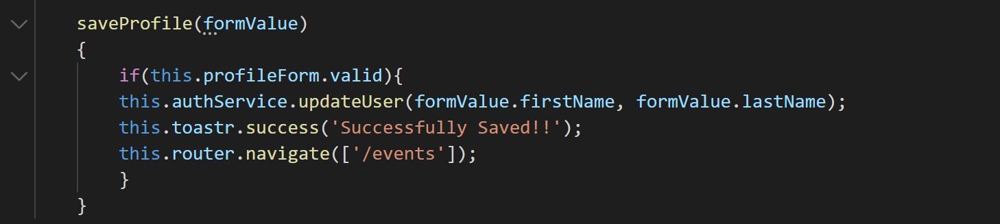 saveProfile(formValue)
{
if(this.profileForm.valid){
this.authService.updateUser(formValue.firstName, formValue.lastName);
this.toastr.success('Successfully Saved!!');
this.router.navigate(['/events']);
}
}